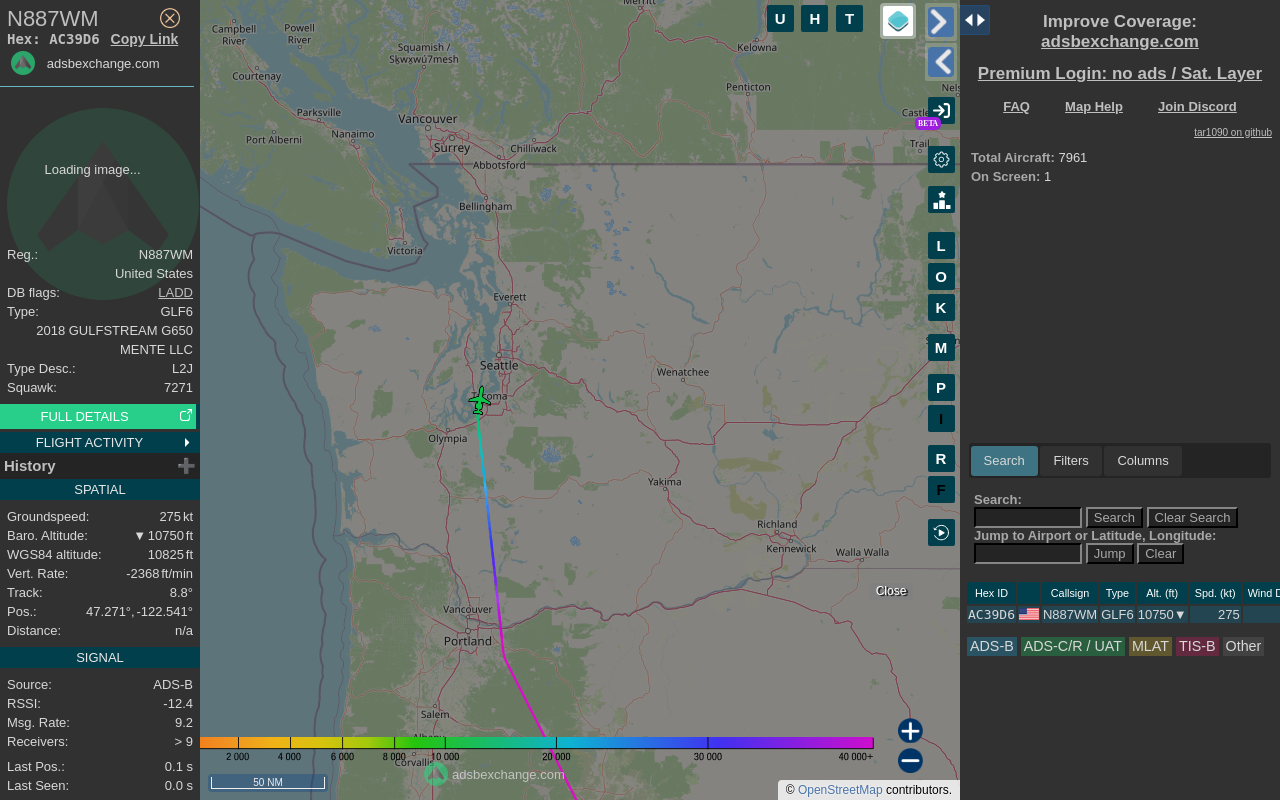 N887WM
Hex: AC39D6 Copy Link
adsbexchange.com
Loading image...
Reg.: N887WM
United States
DB flags: LADD
Type: GLF6
2018 GULFSTREAM G650
MENTE LLC
Type Desc.: L2J
Squawk: 7271
FULL DETAILS
FLIGHT ACTIVITY
History
SPATIAL
Groundspeed: 275 kt
Baro. Altitude: ▼ 10750 ft
WGS84 altitude: 10825 ft
Vert. Rate: -2368 ft/min
Track: 8.8°
Pos.: 47.271°, -122.541°
Distance: n/a
SIGNAL
Source: ADS-B
RSSI: -12.4
Msg. Rate: 9.2
Receivers: > 9
Last Pos.: 0.1 s
Last Seen: 0.0 s
Merritt
Campbell
River
Powell
River
Squamish /
Sḵwx̱wú7mesh
Kelowna
Courtenay
Penticton
Parksville
Vancouver
Nanaimo
Port Alberni
Surrey
Chilliwack
Abbotsford
Bellingham
Victoria
Everett
Seattle
Wenatchee
Olympia
Yakima
Richland
Kennewick
Walla Walla
Vancouver
Portland
Salem
Corvallis
U
H
T
BETA
L
O
K
M
P
I
R
F
Close
2 000 4 000 6 000 8 000 10 000 20 000 30 000 40 000+
adsbexchange.com
50 NM
© OpenStreetMap contributors.
Improve Coverage:
adsbexchange.com
Premium Login: no ads / Sat. Layer
FAQ Map Help Join Discord
tar1090 on github
Total Aircraft: 7961
On Screen: 1
Search Filters Columns
Search:
Search Clear Search
Jump to Airport or Latitude, Longitude:
Jump Clear
Hex ID Callsign Type Alt. (ft) Spd. (kt) Wind D
AC39D6 N887WM GLF6 10750▼ 275
ADS-B ADS-C/R / UAT MLAT TIS-B Other